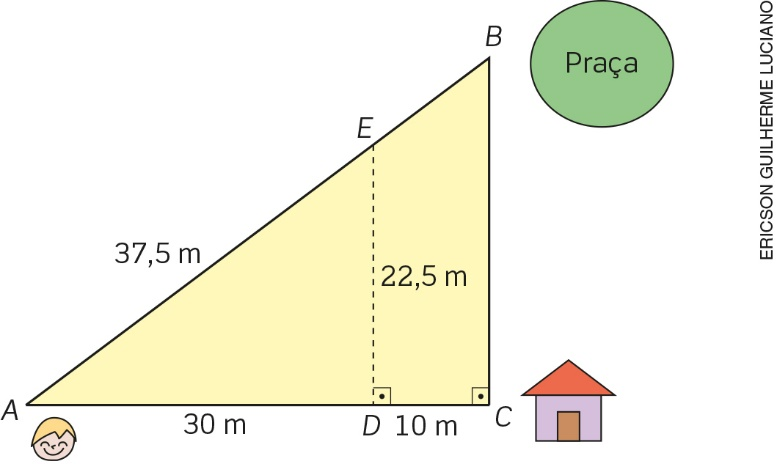 B
Praça
E
37,5 m
22,5 m
A
30 m
D
10 m
C
ERICSON GUILHERME LUCIANO